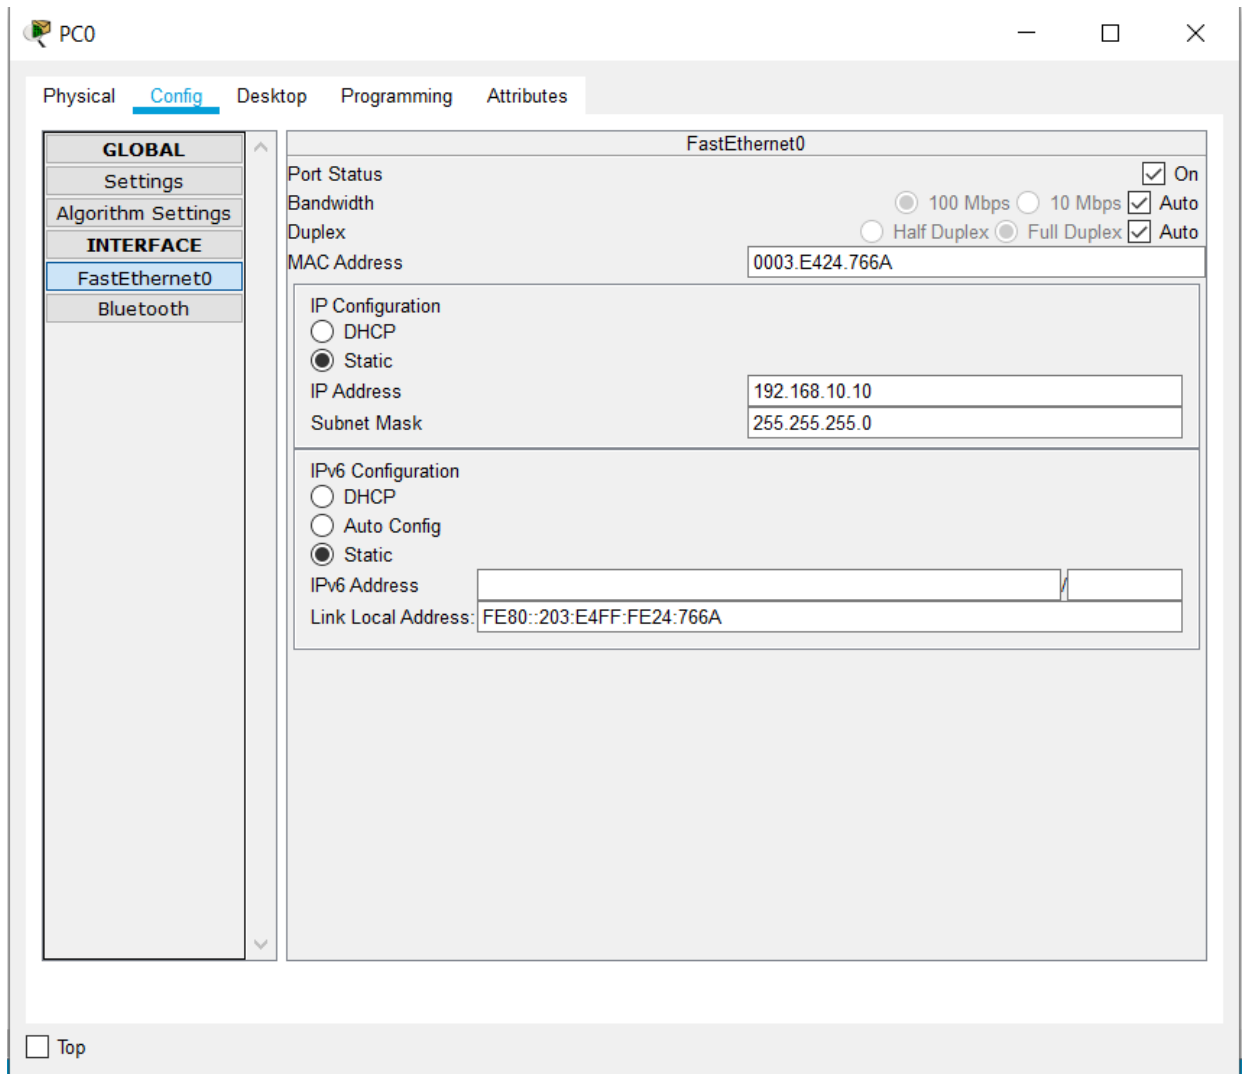 PC0
Physical Config Desktop Programming Attributes
GLOBAL
Settings
Algorithm Settings
INTERFACE
FastEthernet0
Bluetooth
FastEthernet0
Port Status On
Bandwidth 100 Mbps 10 Mbps Auto
Duplex Half Duplex Full Duplex Auto
MAC Address 0003.E424.766A
IP Configuration
DHCP
Static
IP Address 192.168.10.10
Subnet Mask 255.255.255.0
IPv6 Configuration
DHCP
Auto Config
Static
IPv6 Address /
Link Local Address: FE80::203:E4FF:FE24:766A
Top